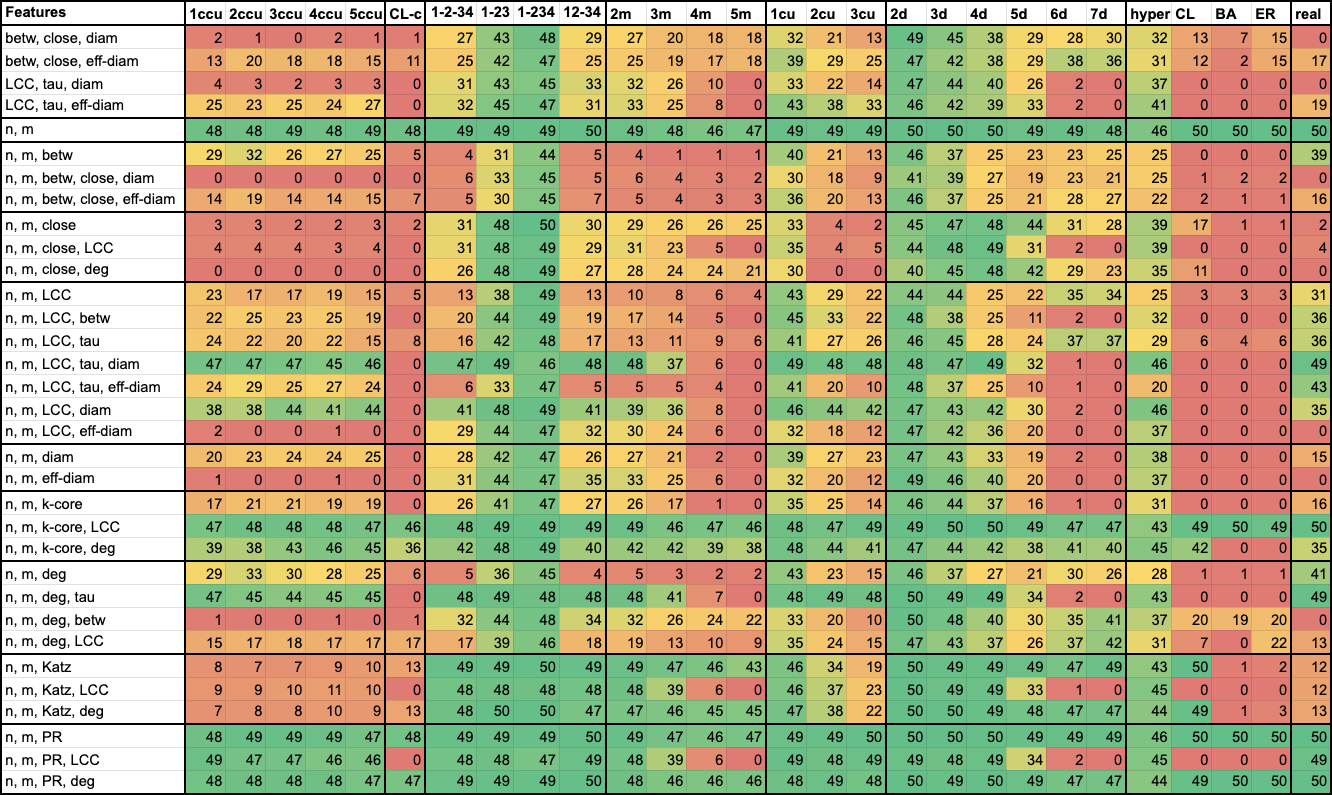 Features 1ccu 2ccu 3ccu 4ccu 5ccu CL-c 1-2-34 1-23 1-234 12-34 2m 3m 4m 5m 1cu 2cu 3cu 2d 3d 4d 5d 6d 7d hyper CL BA ER real
betw, close, diam 2 1 0 2 1 1 27 43 48 29 27 20 18 18 32 21 13 49 45 38 29 28 30 32 13 7 15 0
betw, close, eff-diam 13 20 18 18 15 11 25 42 47 25 25 19 17 18 39 29 25 47 42 38 29 38 36 31 12 2 15 17
LCC, tau, diam 4 3 2 3 3 0 31 43 45 33 32 26 10 0 33 22 14 47 44 40 26 2 0 37 0 0 0 0
LCC, tau, eff-diam 25 23 25 24 27 0 32 45 47 31 33 25 8 0 43 38 33 46 42 39 33 2 0 41 0 0 0 19
n, m 48 48 49 48 49 48 49 49 49 50 49 48 46 47 49 49 49 50 50 50 49 49 48 46 50 50 50 50
n, m, betw 29 32 26 27 25 5 4 31 44 5 4 1 1 1 40 21 13 46 37 25 23 23 25 25 0 0 0 39
n, m, betw, close, diam 0 0 0 0 0 0 6 33 45 5 6 4 3 2 30 18 9 41 39 27 19 23 21 25 1 2 2 0
n, m, betw, close, eff-diam 14 19 14 14 15 7 5 30 45 7 5 4 3 3 36 20 13 46 37 25 21 28 27 22 2 1 1 16
n, m, close 3 3 2 2 3 2 31 48 50 30 29 26 26 25 33 4 2 45 47 48 44 31 28 39 17 1 1 2
n, m, close, LCC 4 4 4 3 4 0 31 48 49 29 31 23 5 0 35 4 5 44 48 49 31 2 0 39 0 0 0 4
n, m, close, deg 0 0 0 0 0 0 26 48 49 27 28 24 24 21 30 0 0 40 45 48 42 29 23 35 11 0 0 0
n, m, LCC 23 17 17 19 15 5 13 38 49 13 10 8 6 4 43 29 22 44 44 25 22 35 34 25 3 3 3 31
n, m, LCC, betw 22 25 23 25 19 0 20 44 49 19 17 14 5 0 45 33 22 48 38 25 11 2 0 32 0 0 0 36
n, m, LCC, tau 24 22 20 22 15 8 16 42 48 17 13 11 9 6 41 27 26 46 45 28 24 37 37 29 6 4 6 36
n, m, LCC, tau, diam 47 47 47 45 46 0 47 49 46 48 48 37 6 0 49 48 48 48 47 49 32 1 0 46 0 0 0 49
n, m, LCC, tau, eff-diam 24 29 25 27 24 0 6 33 47 5 5 5 4 0 41 20 10 48 37 25 10 1 0 20 0 0 0 43
n, m, LCC, diam 38 38 44 41 44 0 41 48 49 41 39 36 8 0 46 44 42 47 43 42 30 2 0 46 0 0 0 35
n, m, LCC, eff-diam 2 0 0 1 0 0 29 44 47 32 30 24 6 0 32 18 12 47 42 36 20 0 0 37 0 0 0 0
n, m, diam 20 23 24 24 25 0 28 42 47 26 27 21 2 0 39 27 23 47 43 33 19 2 0 38 0 0 0 15
n, m, eff-diam 1 0 0 1 0 0 31 44 47 35 33 25 6 0 32 20 12 49 46 40 20 0 0 37 0 0 0 0
n, m, k-core 17 21 21 19 19 0 26 41 47 27 26 17 1 0 35 25 14 46 44 37 16 1 0 31 0 0 0 16
n, m, k-core, LCC 47 48 48 48 47 46 49 49 49 49 49 46 47 46 48 47 49 49 50 50 49 47 47 43 49 50 49 50
n, m, k-core, deg 39 38 43 46 45 36 42 48 49 40 42 42 39 38 48 44 41 47 44 42 38 41 40 45 42 0 0 35
n, m, deg 29 33 30 28 25 6 5 36 45 4 5 3 2 2 43 23 15 46 37 27 21 30 26 28 1 1 1 41
n, m, deg, tau 47 45 44 45 45 0 48 49 48 48 48 41 7 0 49 48 48 50 49 49 34 2 0 43 0 0 0 49
n, m, deg, betw 1 0 0 1 0 1 32 44 48 34 32 26 24 22 33 20 10 50 48 40 30 35 41 37 20 19 20 0
n, m, deg, LCC 15 17 18 17 17 17 17 39 46 18 19 13 10 9 35 24 15 47 43 37 26 37 42 31 7 0 22 13
n, m, Katz 8 7 7 9 10 13 49 49 50 49 49 47 46 43 46 34 19 50 49 49 49 47 49 43 50 1 2 12
n, m, Katz, LCC 9 9 10 11 10 0 48 48 48 48 48 39 6 0 46 37 23 50 49 49 33 1 0 45 0 0 0 12
n, m, Katz, deg 7 8 8 10 9 13 48 50 50 47 47 46 45 45 47 38 22 50 50 49 48 47 47 44 49 1 3 13
n, m, PR 48 49 49 49 47 48 49 49 49 50 49 47 46 47 49 49 50 50 50 50 49 49 49 46 50 50 50 50
n, m, PR, LCC 49 47 47 46 46 0 48 48 47 49 48 39 6 0 49 48 49 50 49 50 34 2 0 45 0 0 0 49
n, m, PR, deg 48 48 48 48 47 47 49 49 49 50 48 46 46 46 48 49 48 50 49 50 49 47 47 44 49 50 50 50